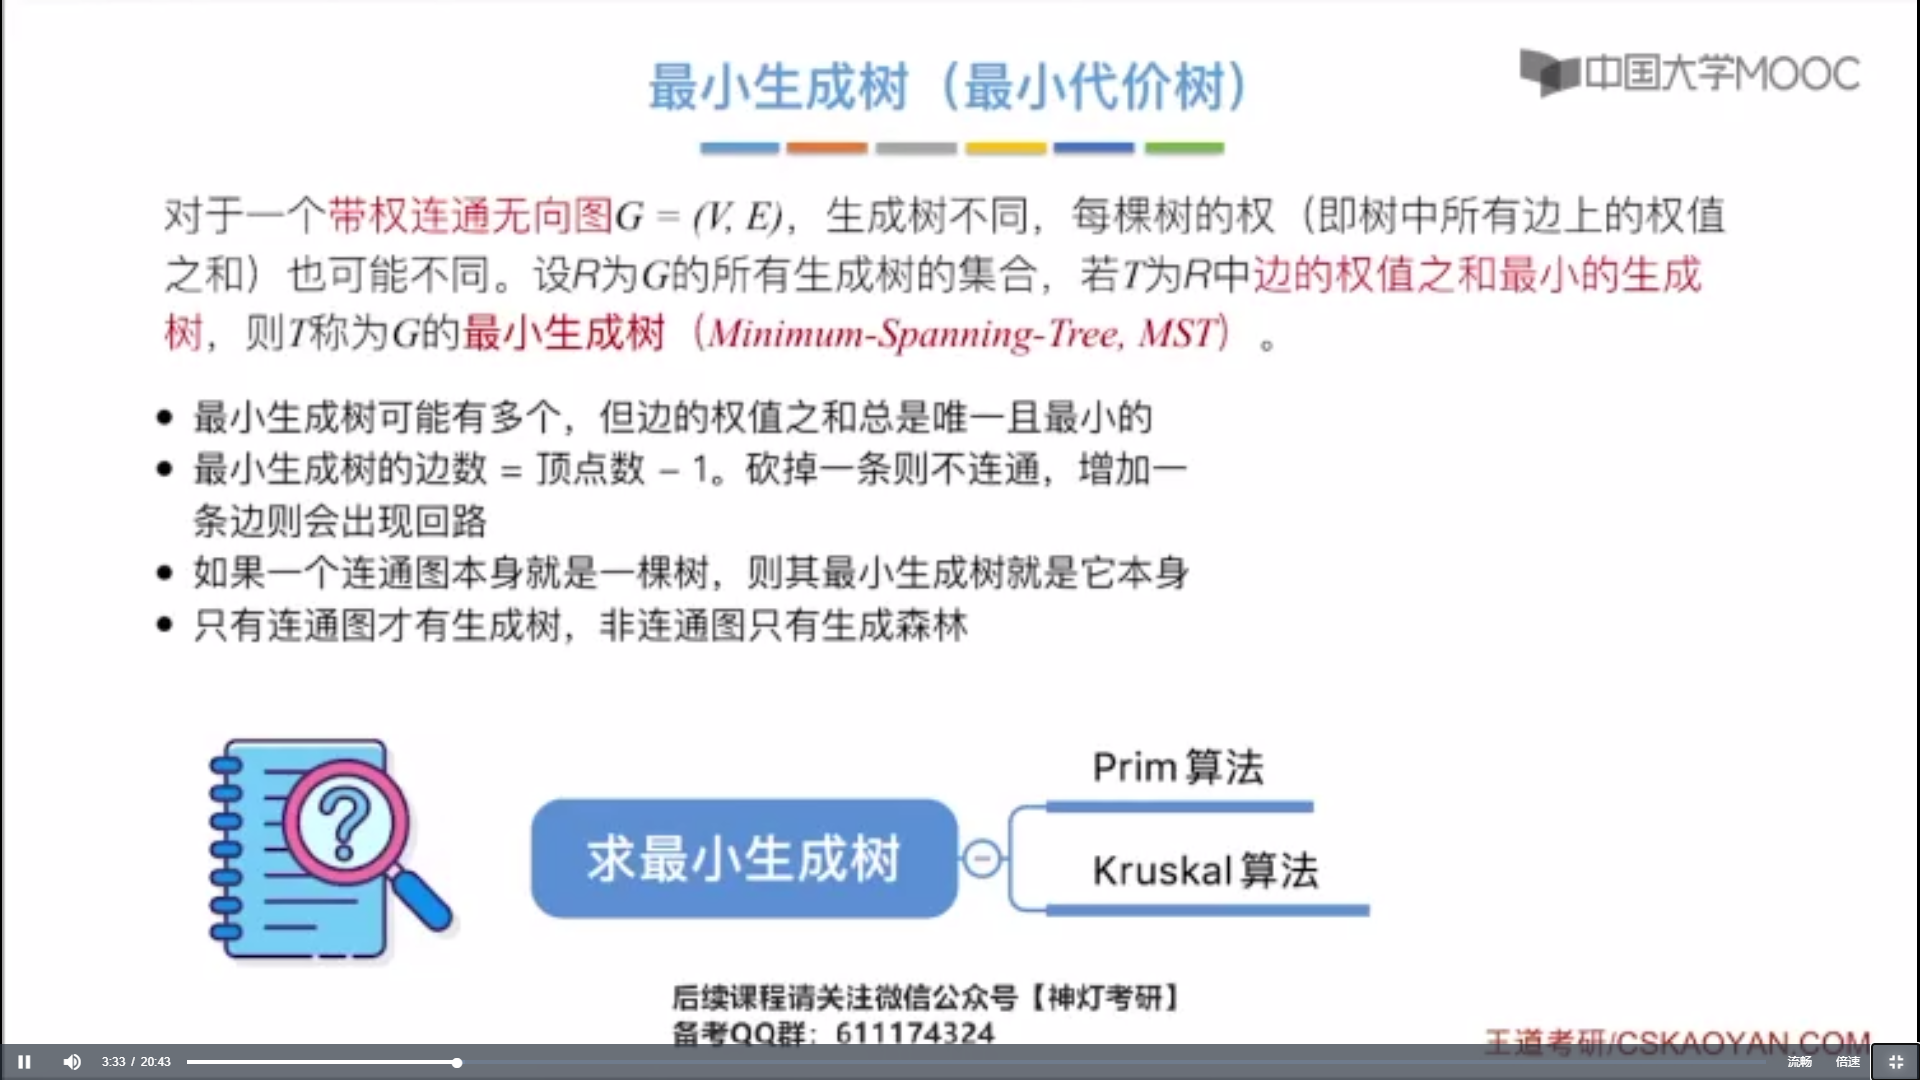 最小生成树（最小代价树）
中国大学MOOC
对于一个带权连通无向图G = (V, E)，生成树不同，每棵树的权（即树中所有边上的权值
之和）也可能不同。设R为G的所有生成树的集合，若T为R中边的权值之和最小的生成
树，则T称为G的最小生成树（Minimum-Spanning-Tree, MST）。
• 最小生成树可能有多个，但边的权值之和总是唯一且最小的
• 最小生成树的边数 = 顶点数 – 1。砍掉一条则不连通，增加一
条边则会出现回路
• 如果一个连通图本身就是一棵树，则其最小生成树就是它本身
• 只有连通图才有生成树，非连通图只有生成森林
?
求最小生成树
Prim 算法
Kruskal 算法
后续课程请关注微信公众号【神灯考研】
备考QQ群：611174324
王道考研/CSKAOYAN.COM
3:33 / 20:43
流畅
倍速